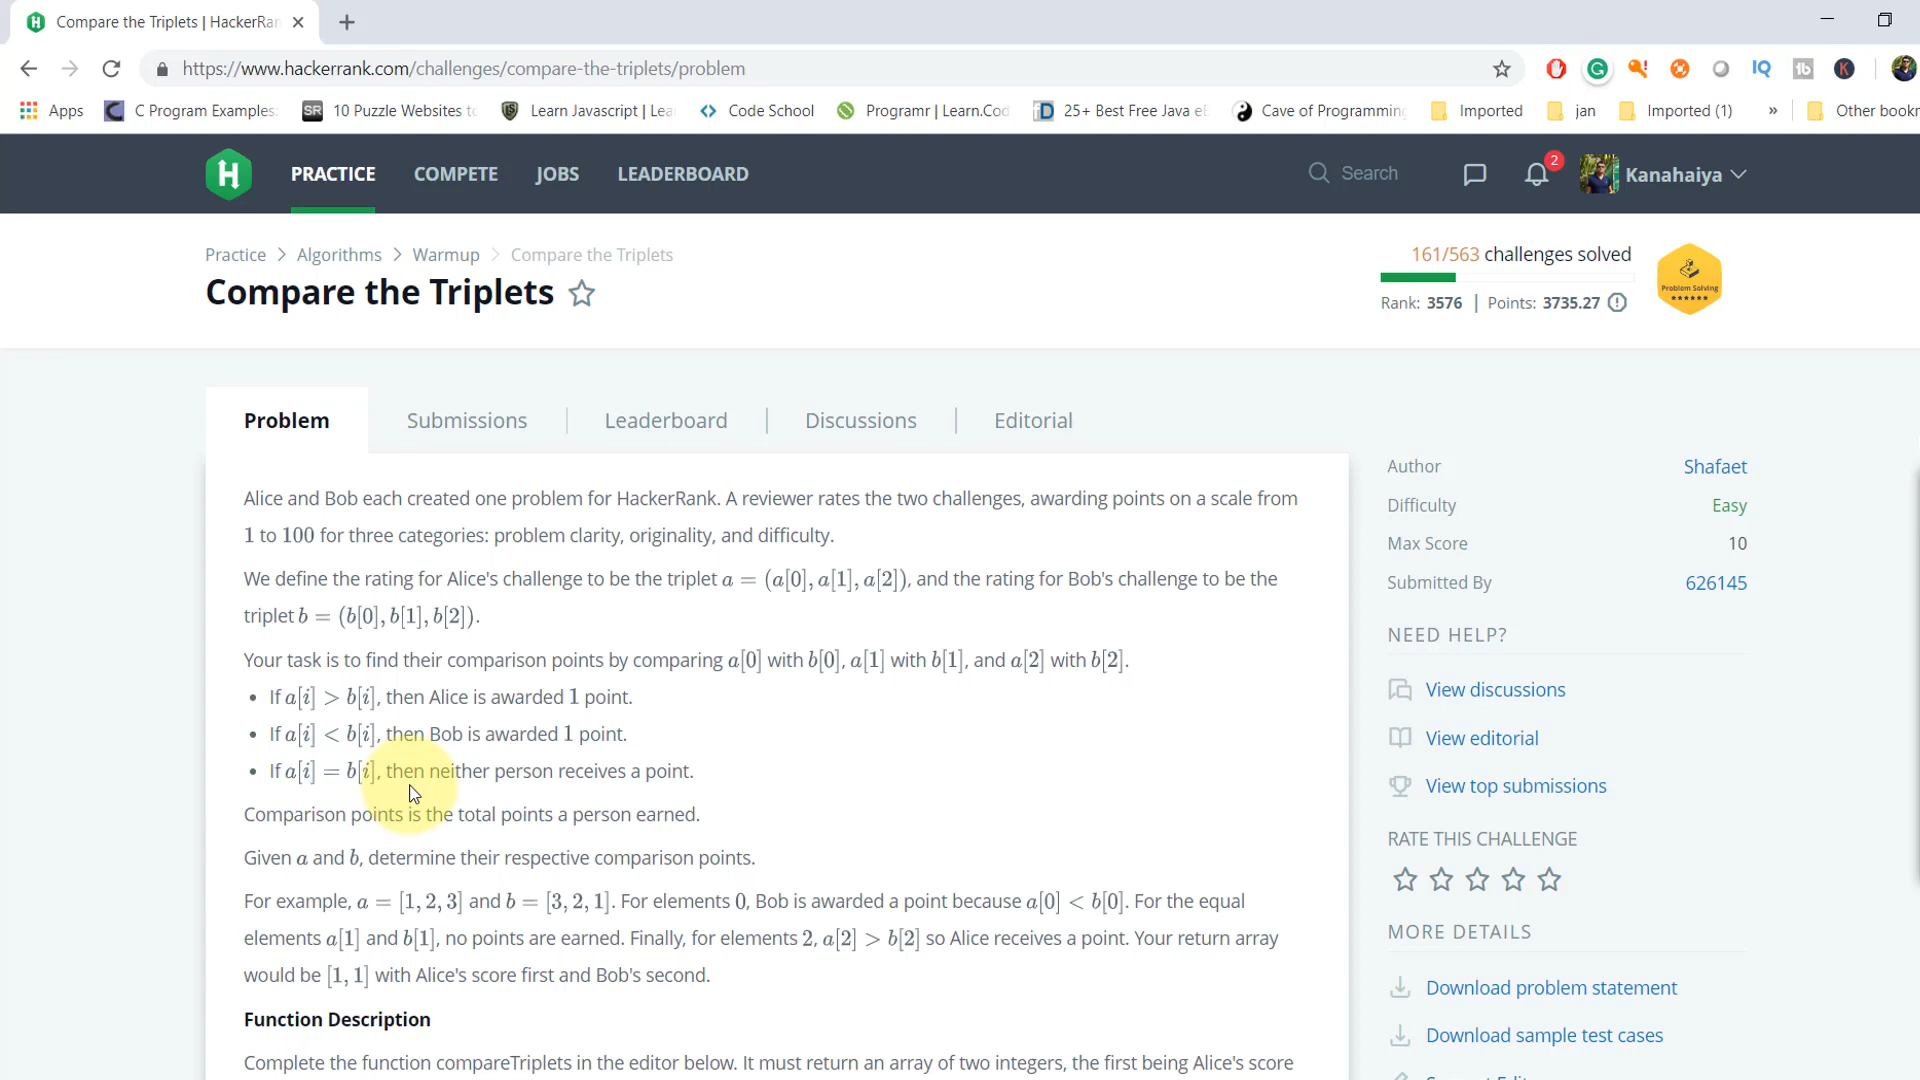 Compare the Triplets | HackerRan
https://www.hackerrank.com/challenges/compare-the-triplets/problem
IQ
K
Apps
C Program Examples:
SR
10 Puzzle Websites to
Learn Javascript | Lea
Code School
Programr | Learn.Cod
25+ Best Free Java eB
Cave of Programming
Imported
jan
Imported (1)
»
Other bookr
H
PRACTICE
COMPETE
JOBS
LEADERBOARD
Search
2
Kanahaiya
Practice > Algorithms > Warmup > Compare the Triplets
Compare the Triplets
161/563 challenges solved
Rank: 3576 | Points: 3735.27
Problem Solving
Problem
Submissions
Leaderboard
Discussions
Editorial
Alice and Bob each created one problem for HackerRank. A reviewer rates the two challenges, awarding points on a scale from
1 to 100 for three categories: problem clarity, originality, and difficulty.
We define the rating for Alice's challenge to be the triplet a = (a[0], a[1], a[2]), and the rating for Bob's challenge to be the
triplet b = (b[0], b[1], b[2]).
Your task is to find their comparison points by comparing a[0] with b[0], a[1] with b[1], and a[2] with b[2].
• If a[i] > b[i], then Alice is awarded 1 point.
• If a[i] < b[i], then Bob is awarded 1 point.
• If a[i] = b[i], then neither person receives a point.
Comparison points is the total points a person earned.
Given a and b, determine their respective comparison points.
For example, a = [1, 2, 3] and b = [3, 2, 1]. For elements 0, Bob is awarded a point because a[0] < b[0]. For the equal
elements a[1] and b[1], no points are earned. Finally, for elements 2, a[2] > b[2] so Alice receives a point. Your return array
would be [1, 1] with Alice's score first and Bob's second.
Function Description
Complete the function compareTriplets in the editor below. It must return an array of two integers, the first being Alice's score
Author
Shafaet
Difficulty
Easy
Max Score
10
Submitted By
626145
NEED HELP?
View discussions
View editorial
View top submissions
RATE THIS CHALLENGE
MORE DETAILS
Download problem statement
Download sample test cases